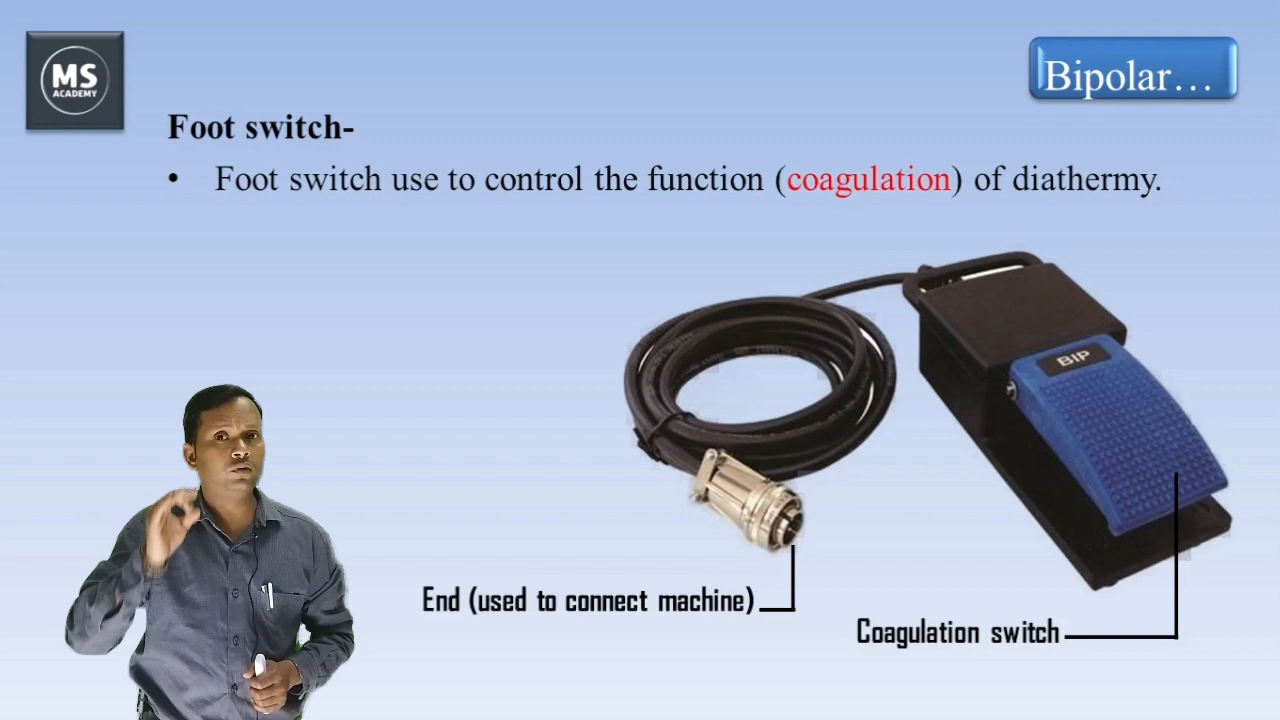 MS
ACADEMY
Bipolar…
Foot switch-
• Foot switch use to control the function (coagulation) of diathermy.
BIP
End (used to connect machine)
Coagulation switch